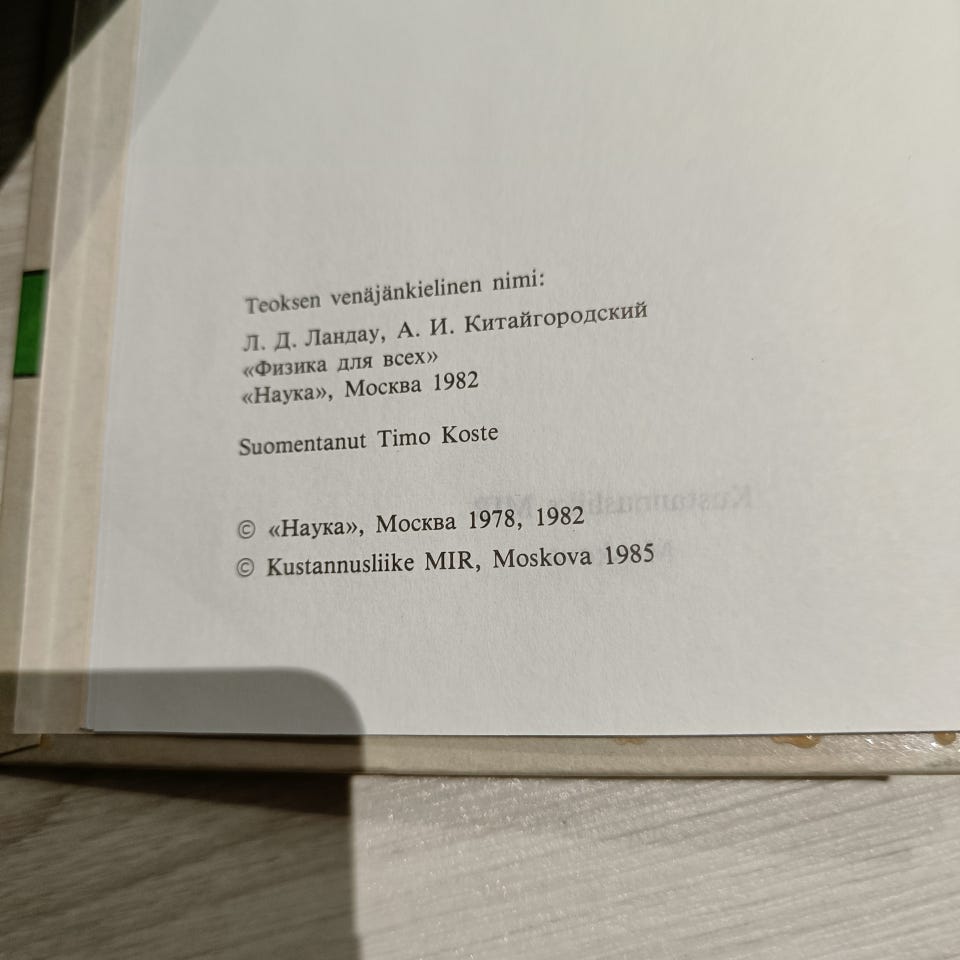 Teoksen venäjänkielinen nimi:
Л. Д. Ландау, А. И. Китайгородский
«Физика для всех»
«Наука», Москва 1982
Suomentanut Timo Koste
© «Наука», Москва 1978, 1982
© Kustannusliike MIR, Moskova 1985